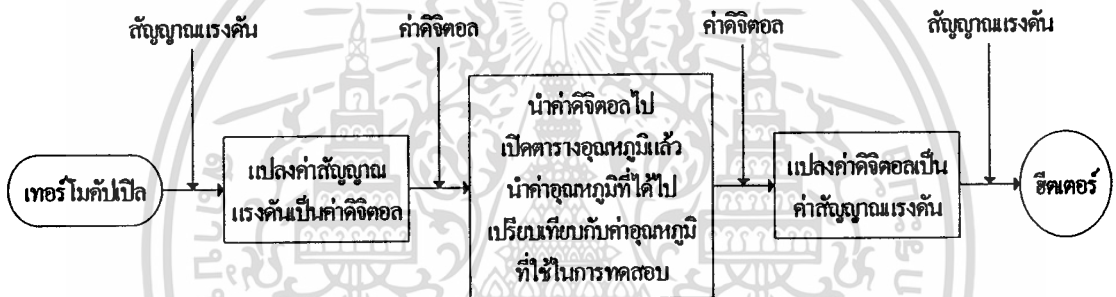 สัญญาณแรงดัน
ค่าดิจิตอล
ค่าดิจิตอล
สัญญาณแรงดัน
เทอร์โมคัปเปิล
แปลงค่าสัญญาณ
แรงดันเป็นค่าดิจิตอล
นำค่าดิจิตอลไป
เปิดตารางอุณหภูมิแล้ว
นำค่าอุณหภูมิที่ได้ไป
เปรียบเทียบกับค่าอุณหภูมิ
ที่ใช้ในการทดสอบ
แปลงค่าดิจิตอลเป็น
ค่าสัญญาณแรงดัน
ฮีตเตอร์